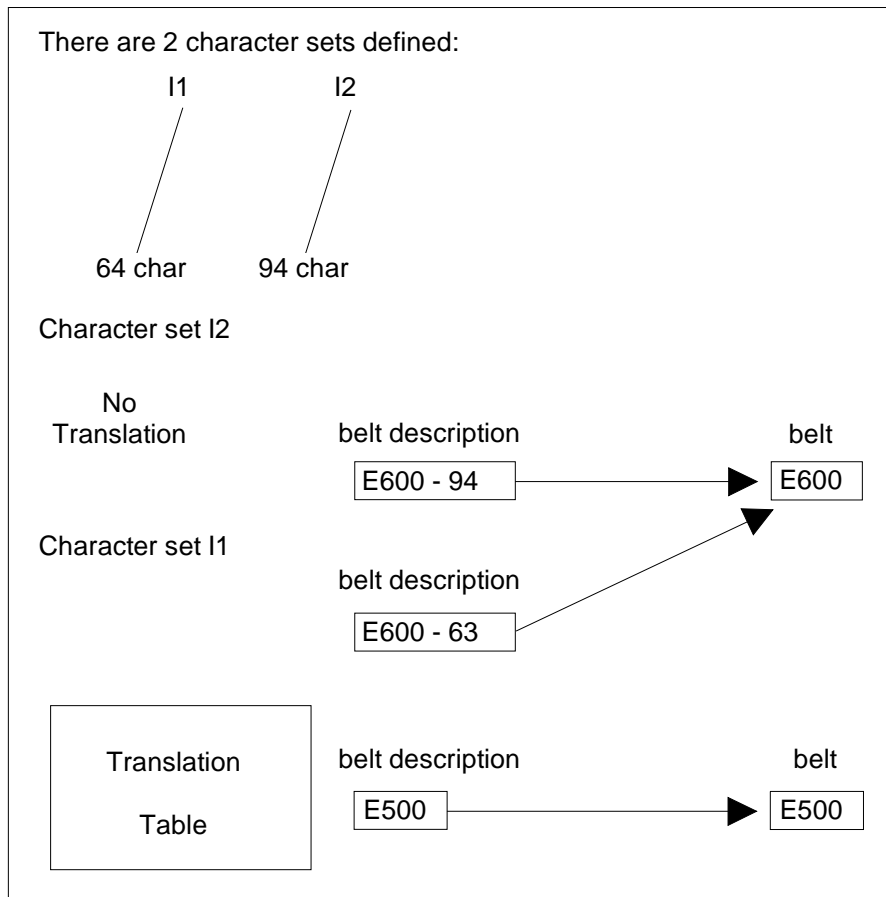 There are 2 character sets defined:
I1 I2
64 char 94 char
Character set I2
No
Translation
belt description belt
E600 - 94 E600
Character set I1
belt description
E600 - 63
Translation
Table
belt description belt
E500 E500